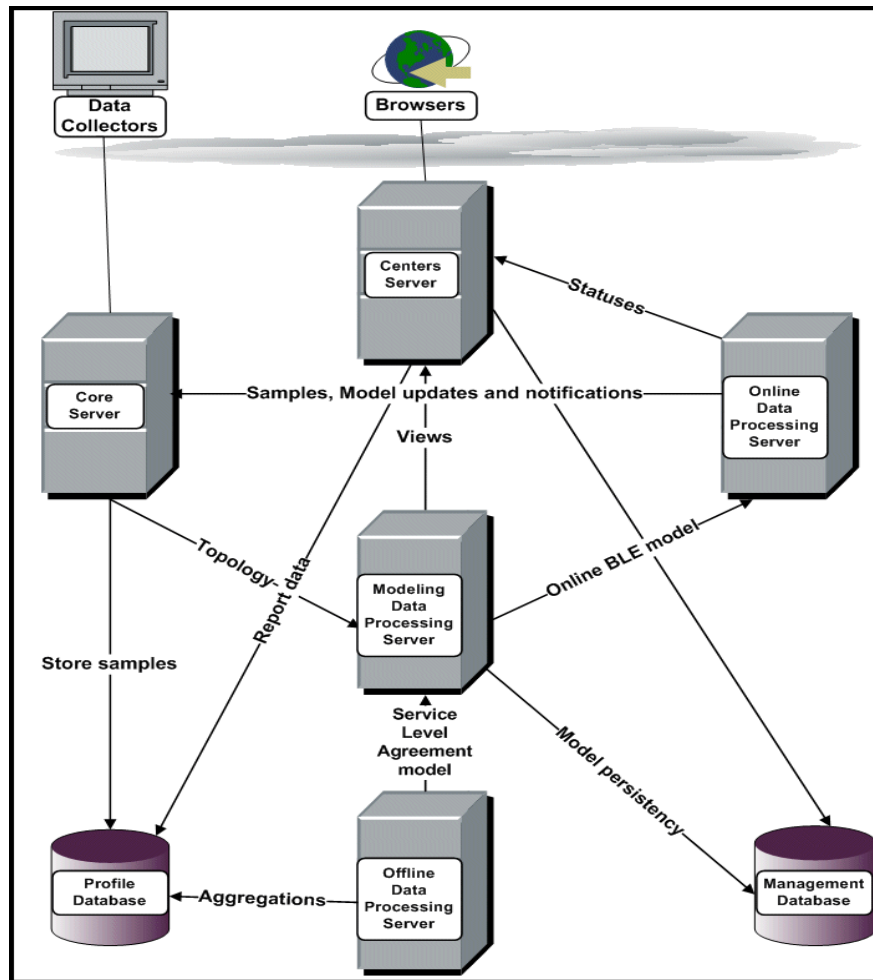 Data
Collectors
Browsers
Centers
Server
Statuses
Core
Server
Samples, Model updates and notifications
Online
Data
Processing
Server
Views
Topology-
Report data
Modeling
Data
Processing
Server
Online BLE model
Store samples
Service
Level
Agreement
model
Model persistency
Profile
Database
Aggregations
Offline
Data
Processing
Server
Management
Database